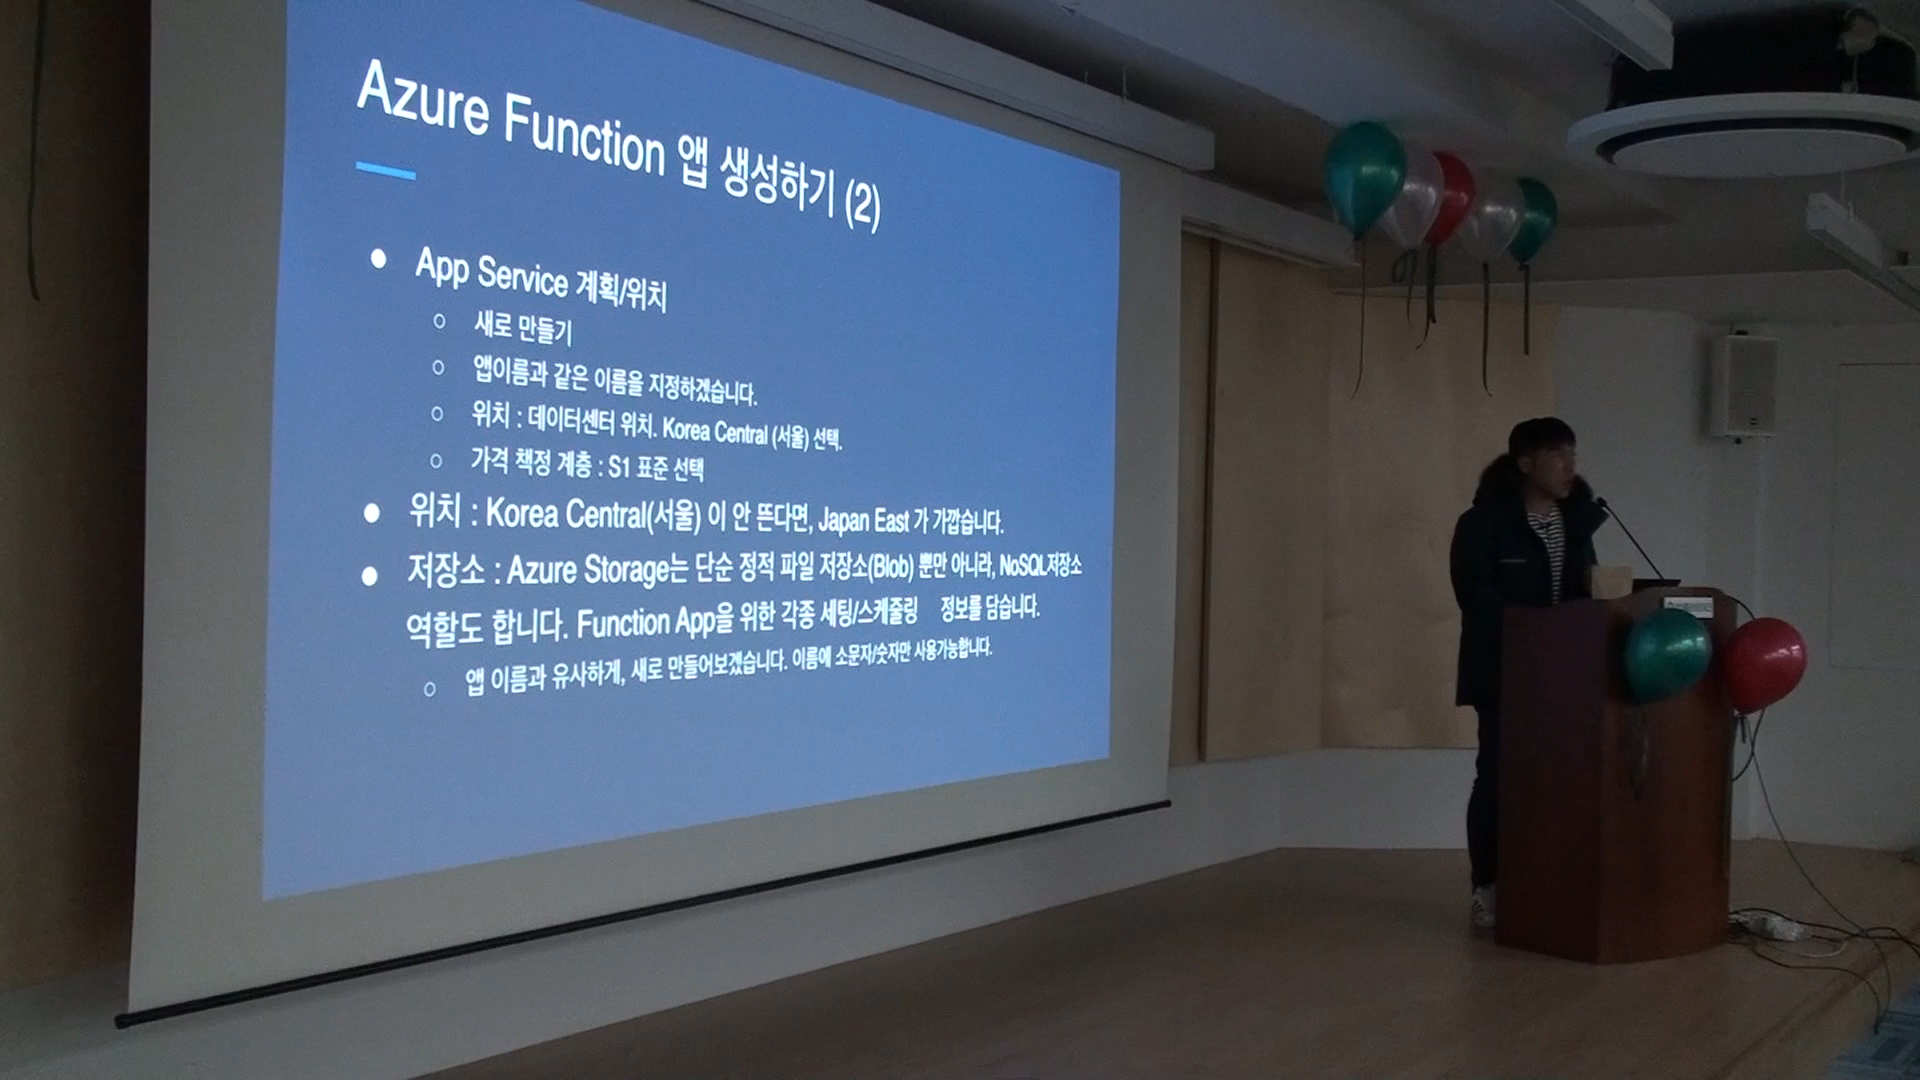 Azure Function 앱 생성하기 (2)
● App Service 계획/위치
○ 새로 만들기
○ 앱이름과 같은 이름을 지정하겠습니다.
○ 위치 : 데이터센터 위치. Korea Central (서울) 선택.
○ 가격 책정 계층 : S1 표준 선택
● 위치 : Korea Central(서울) 이 안 뜬다면, Japan East 가 가깝습니다.
● 저장소 : Azure Storage는 단순 정적 파일 저장소(Blob) 뿐만 아니라, NoSQL저장소
역할도 합니다. Function App을 위한 각종 세팅/스케줄링 정보를 담습니다.
○ 앱 이름과 유사하게, 새로 만들어보겠습니다. 이름에 소문자/숫자만 사용가능합니다.